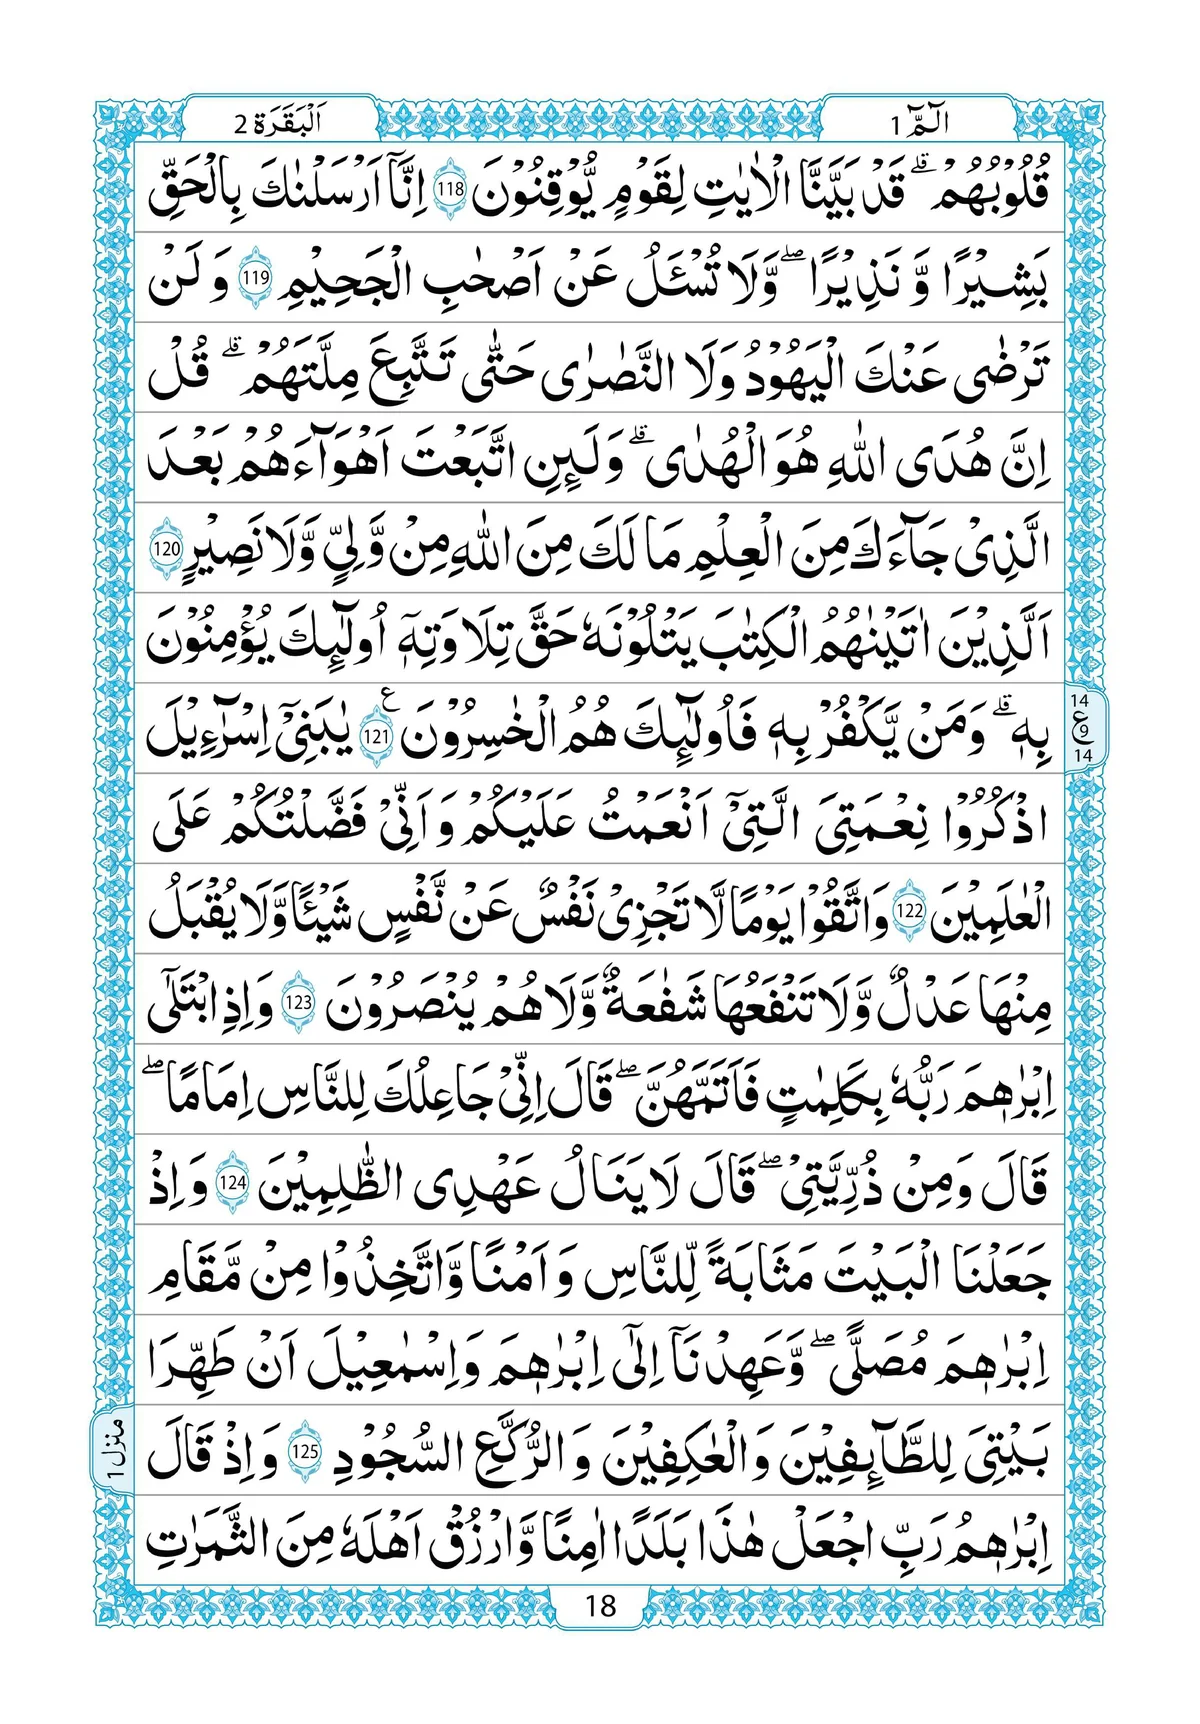 الٓمّٓ 1
اَلْبَقَرَة 2
قُلُوْبُهُمْ ؕ قَدْ بَيَّنَّا الْاٰيٰتِ لِقَوْمٍ يُّوْقِنُوْنَ 118 اِنَّاۤ اَرْسَلْنٰكَ بِالْحَقِّ
بَشِيْرًا وَّ نَذِيْرًا ۖ وَّلَا تُسْـَٔلُ عَنْ اَصْحٰبِ الْجَحِيْمِ 119 وَ لَنْ
تَرْضٰى عَنْكَ الْيَهُوْدُ وَلَا النَّصٰرٰى حَتّٰى تَتَّبِعَ مِلَّتَهُمْ ۗ قُلْ
اِنَّ هُدَى اللّٰهِ هُوَ الْهُدٰى ۗ وَلَىِٕنِ اتَّبَعْتَ اَهْوَآءَهُمْ بَعْدَ
الَّذِىْ جَآءَكَ مِنَ الْعِلْمِ مَا لَكَ مِنَ اللّٰهِ مِنْ وَّلِىٍّ وَّلَا نَصِيْرٍ 120
اَلَّذِيْنَ اٰتَيْنٰهُمُ الْكِتٰبَ يَتْلُوْنَهٗ حَقَّ تِلَاوَتِهٖۤ اُولٰٓىِٕكَ يُؤْمِنُوْنَ
بِهٖ ۗ وَمَنْ يَّكْفُرْ بِهٖ فَاُولٰٓىِٕكَ هُمُ الْخٰسِرُوْنَ ع 121 يٰبَنِىْۤ اِسْرَآءِيْلَ
14
ع
9
14
اذْكُرُوْا نِعْمَتِىَ الَّتِىْۤ اَنْعَمْتُ عَلَيْكُمْ وَ اَنِّىْ فَضَّلْتُكُمْ عَلَى
الْعٰلَمِيْنَ 122 وَاتَّقُوْا يَوْمًا لَّا تَجْزِىْ نَفْسٌ عَنْ نَّفْسٍ شَيْـًٔا وَّلَا يُقْبَلُ
مِنْهَا عَدْلٌ وَّلَا تَنْفَعُهَا شَفٰعَةٌ وَّلَا هُمْ يُنْصَرُوْنَ 123 وَاِذِ ابْتَلٰٓى
اِبْرٰهٖمَ رَبُّهٗ بِكَلِمٰتٍ فَاَتَمَّهُنَّ ۖ قَالَ اِنِّىْ جَاعِلُكَ لِلنَّاسِ اِمَامًا ۖ
قَالَ وَمِنْ ذُرِّيَّتِىْ ۖ قَالَ لَا يَنَالُ عَهْدِى الظّٰلِمِيْنَ 124 وَاِذْ
جَعَلْنَا الْبَيْتَ مَثَابَةً لِّلنَّاسِ وَ اَمْنًا وَّاتَّخِذُوْا مِنْ مَّقَامِ
اِبْرٰهٖمَ مُصَلًّى ۖ وَّعَهِدْنَآ اِلٰٓى اِبْرٰهٖمَ وَاِسْمٰعِيْلَ اَنْ طَهِّرَا
بَيْتِىَ لِلطَّآىِٕفِيْنَ وَالْعٰكِفِيْنَ وَ الرُّكَّعِ السُّجُوْدِ 125 وَاِذْ قَالَ
منزل 1
اِبْرٰهٖمُ رَبِّ اجْعَلْ هٰذَا بَلَدًا اٰمِنًا وَّارْزُقْ اَهْلَهٗ مِنَ الثَّمَرٰتِ
18